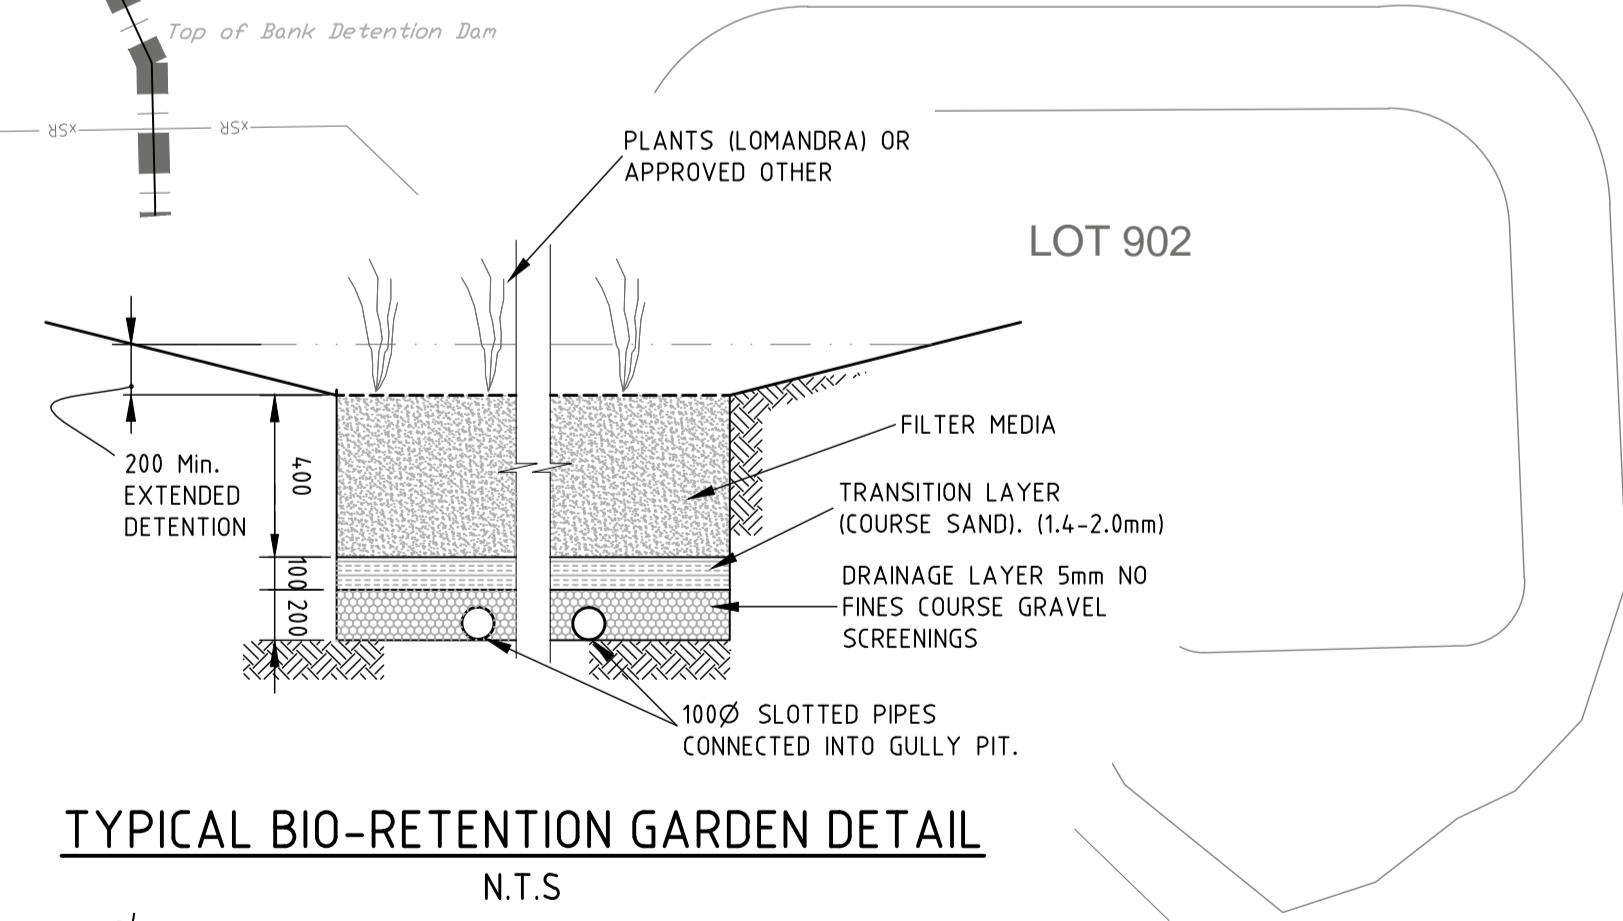 Top of Bank Detention Dam
PLANTS (LOMANDRA) OR
APPROVED OTHER
LOT 902
200 Min.
EXTENDED
DETENTION
400
100
200
FILTER MEDIA
TRANSITION LAYER
(COURSE SAND). (1.4-2.0mm)
DRAINAGE LAYER 5mm NO
FINES COURSE GRAVEL
SCREENINGS
100Ø SLOTTED PIPES
CONNECTED INTO GULLY PIT.
TYPICAL BIO-RETENTION GARDEN DETAIL
N.T.S